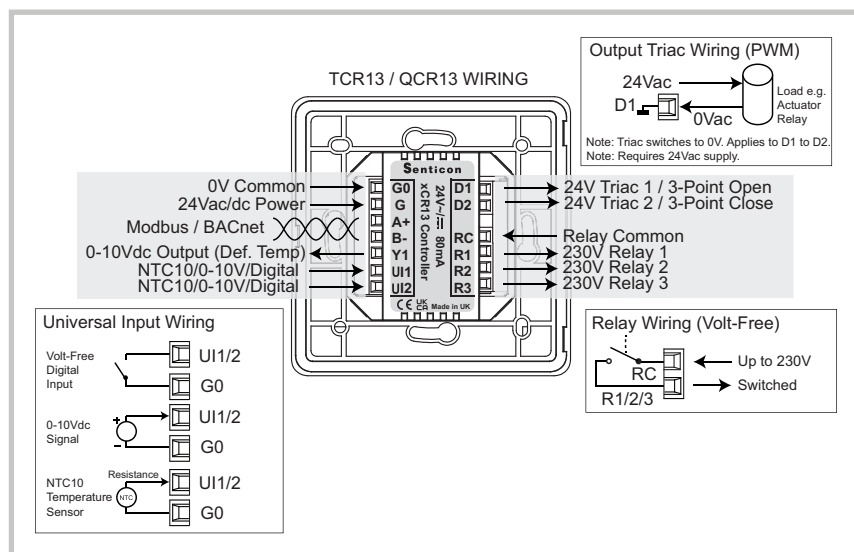 TCR13 / QCR13 WIRING
Output Triac Wiring (PWM)
24Vac
D1
0Vac
Load e.g.
Actuator
Relay
Note: Triac switches to 0V. Applies to D1 to D2.
Note: Requires 24Vac supply.
0V Common
24Vac/dc Power
Modbus / BACnet
0-10Vdc Output (Def. Temp)
NTC10/0-10V/Digital
NTC10/0-10V/Digital
Senticon
G0
G
A+
B-
Y1
UI1
UI2
xCR13 Controller
24V~/⎓ 80mA
D1
D2
RC
R1
R2
R3
CE UK CA Made in UK
24V Triac 1 / 3-Point Open
24V Triac 2 / 3-Point Close
Relay Common
230V Relay 1
230V Relay 2
230V Relay 3
Universal Input Wiring
Volt-Free
Digital
Input
UI1/2
G0
0-10Vdc
Signal
+
-
UI1/2
G0
NTC10
Temperature
Sensor
Resistance
NTC
UI1/2
G0
Relay Wiring (Volt-Free)
RC
R1/2/3
Up to 230V
Switched